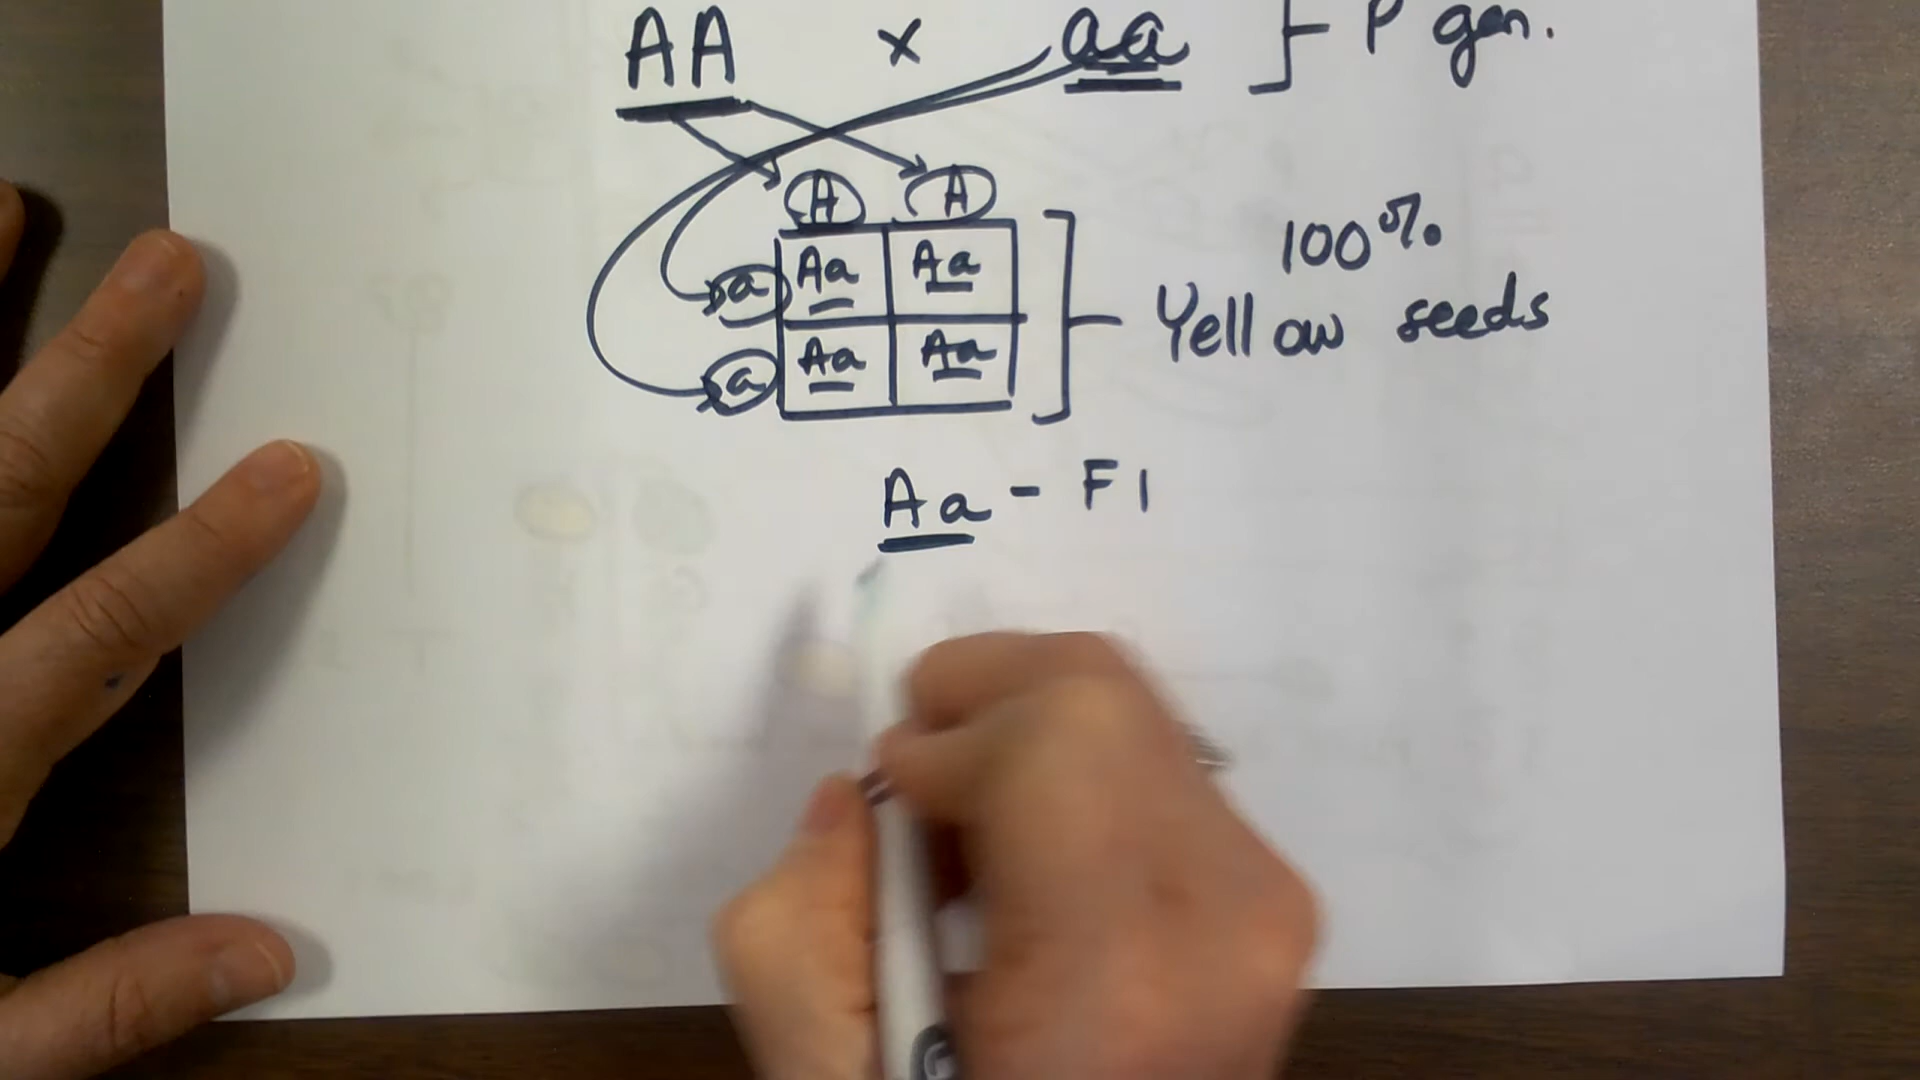 AA x aa } P gen.
A A
a Aa Aa
a Aa Aa
100%
Yellow seeds
Aa - F1
G